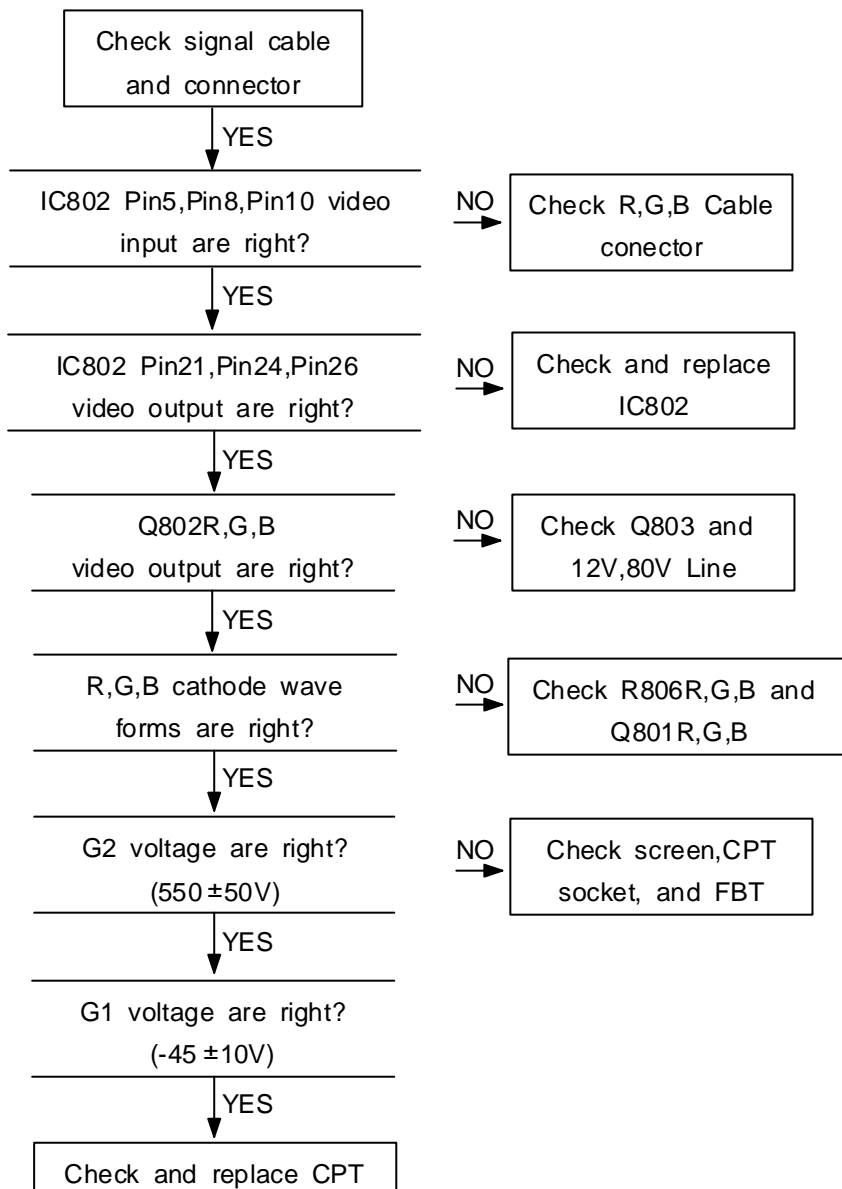 Check signal cable
and connector
YES
IC802 Pin5,Pin8,Pin10 video
input are right?
NO
Check R,G,B Cable
conector
YES
IC802 Pin21,Pin24,Pin26
video output are right?
NO
Check and replace
IC802
YES
Q802R,G,B
video output are right?
NO
Check Q803 and
12V,80V Line
YES
R,G,B cathode wave
forms are right?
NO
Check R806R,G,B and
Q801R,G,B
YES
G2 voltage are right?
(550 ±50V)
NO
Check screen,CPT
socket, and FBT
YES
G1 voltage are right?
(-45 ±10V)
YES
Check and replace CPT